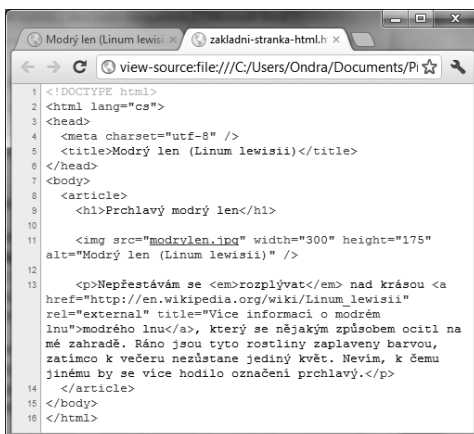 Modrý len (Linum lewisi
zakladni-stranka-html.h
view-source:file:///C:/Users/Ondra/Documents/Pi
1 <!DOCTYPE html>
2 <html lang="cs">
3 <head>
4 <meta charset="utf-8" />
5 <title>Modrý len (Linum lewisii)</title>
6 </head>
7 <body>
8 <article>
9 <h1>Prchlavý modrý len</h1>
10
11 <img src="modrylen.jpg" width="300" height="175"
alt="Modrý len (Linum lewisii)" />
12
13 <p>Nepřestávám se <em>rozplývat</em> nad krásou <a
href="http://en.wikipedia.org/wiki/Linum_lewisii"
rel="external" title="Více informací o modrém
lnu">modrého lnu</a>, který se nějakým způsobem ocitl na
mé zahradě. Ráno jsou tyto rostliny zaplaveny barvou,
zatímco k večeru nezůstane jediný květ. Nevím, k čemu
jinému by se více hodilo označení prchlavý.</p>
14 </article>
15 </body>
16 </html>